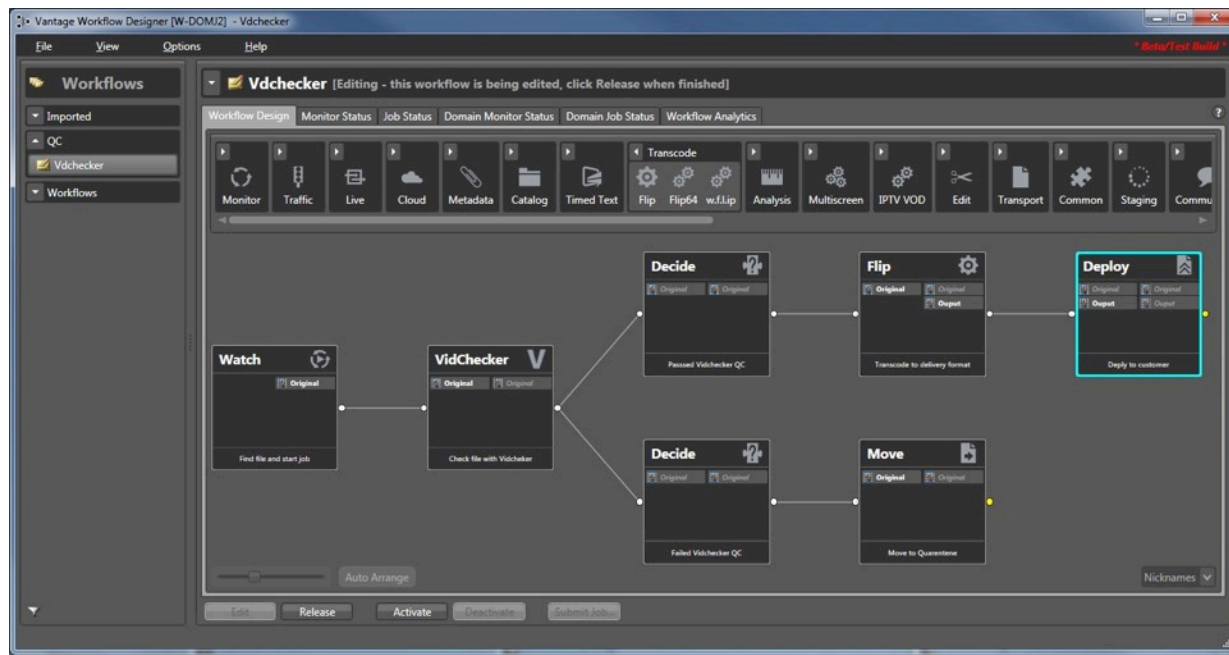 Vantage Workflow Designer [W-DOMJ2] - Vdchecker
File View Options Help
* Beta/Test Build *
Workflows
Imported
QC
Vdchecker
Workflows
Vdchecker [Editing - this workflow is being edited, click Release when finished]
Workflow Design Monitor Status Job Status Domain Monitor Status Domain Job Status Workflow Analytics
?
Transcode
Monitor Traffic Live Cloud Metadata Catalog Timed Text Flip Flip64 w.f.l.ip Analysis Multiscreen IPTV VOD Edit Transport Common Staging Commu
Decide
Original Original
Passsed Vidchecker QC
Flip
Original Original
Ouput
Transcode to delivery format
Deploy
Original Original
Ouput Ouput
Deply to customer
Watch
Original
Find file and start job
VidChecker V
Original Original
Check file with Vidcheker
Decide
Original Original
Failed Vidchecker QC
Move
Original Original
Move to Quarentene
Auto Arrange
Nicknames
Edit Release Activate Deactivate Submit Job...